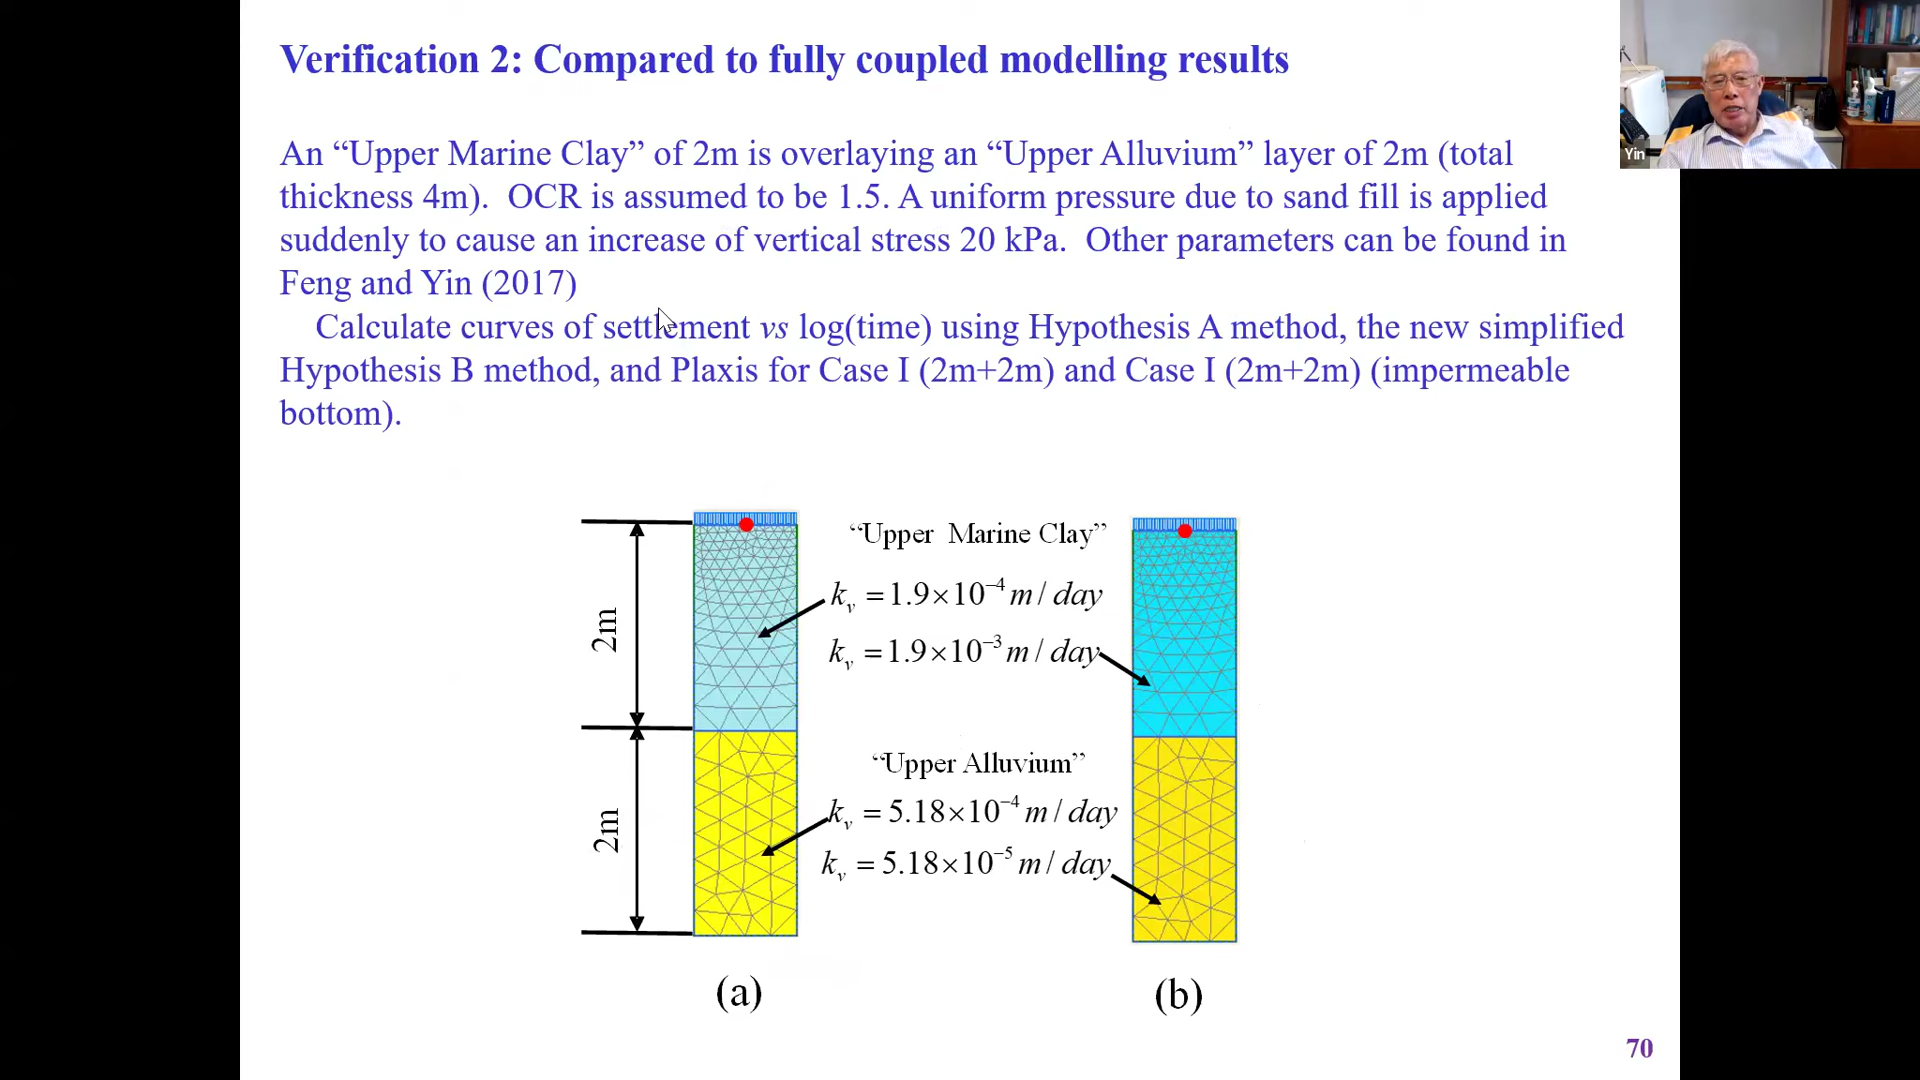 Verification 2: Compared to fully coupled modelling results
Yin
An “Upper Marine Clay” of 2m is overlaying an “Upper Alluvium” layer of 2m (total
thickness 4m).  OCR is assumed to be 1.5. A uniform pressure due to sand fill is applied
suddenly to cause an increase of vertical stress 20 kPa.  Other parameters can be found in
Feng and Yin (2017)
Calculate curves of settlement vs log(time) using Hypothesis A method, the new simplified
Hypothesis B method, and Plaxis for Case I (2m+2m) and Case I (2m+2m) (impermeable
bottom).
“Upper  Marine Clay”
k_v = 1.9×10⁻⁴ m / day
2m
k_v = 1.9×10⁻³ m / day
“Upper Alluvium”
k_v = 5.18×10⁻⁴ m / day
2m
k_v = 5.18×10⁻⁵ m / day
(a)
(b)
70